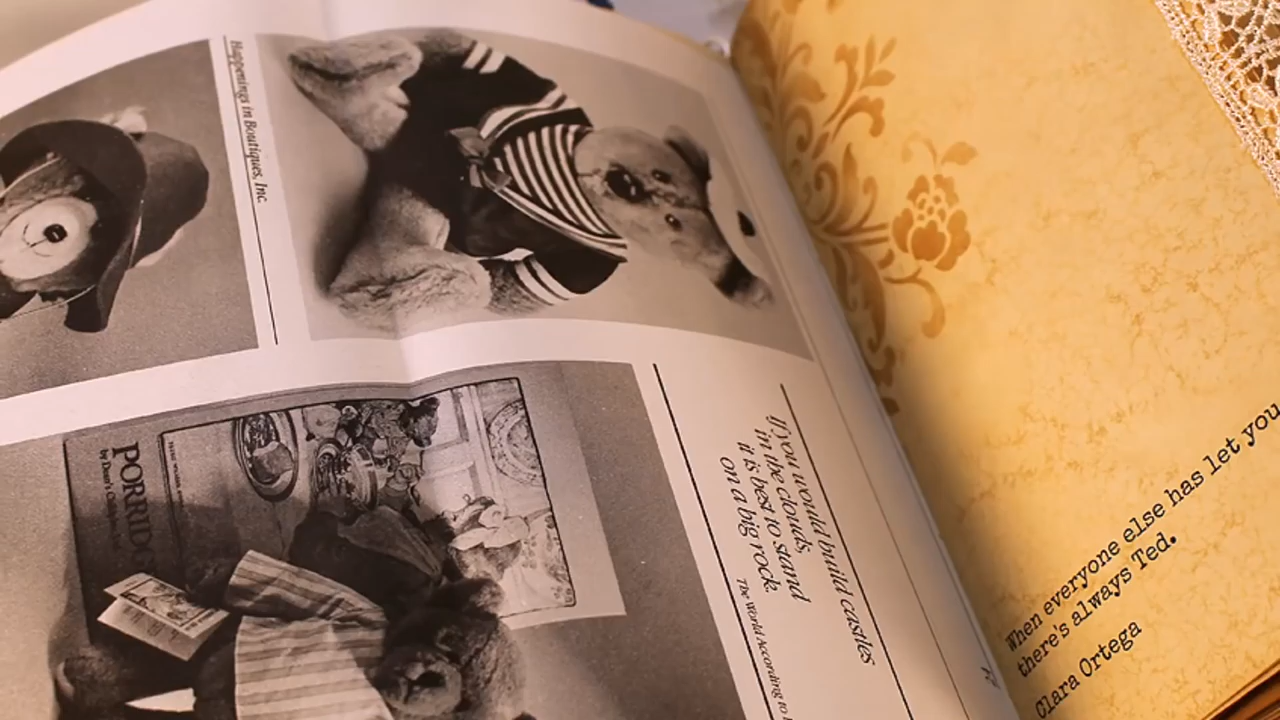 Happenings in Boutiques, Inc.
If you would build castles
in the clouds,
it is best to stand
on a big rock.
The World According to
PORRIDG
When everyone else has let you
there's always Ted.
Clara Ortega